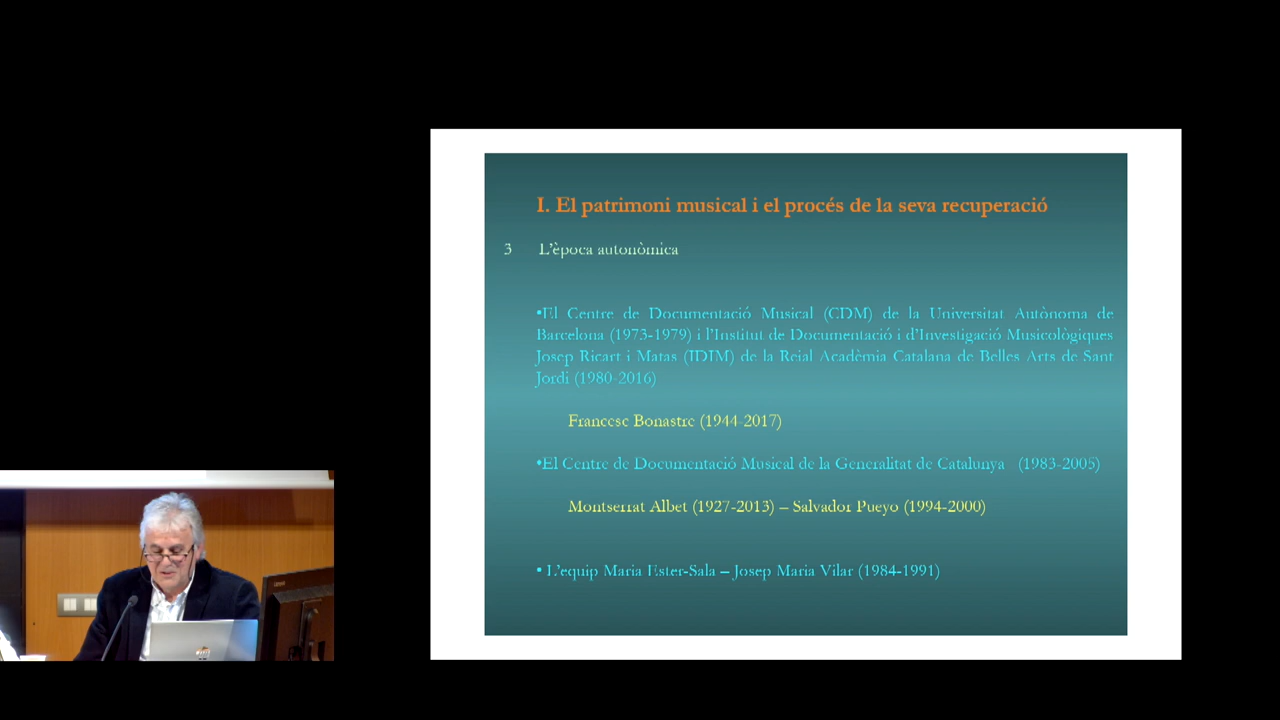 I. El patrimoni musical i el procés de la seva recuperació
3 L'època autonòmica
•El Centre de Documentació Musical (CDM) de la Universitat Autònoma de
Barcelona (1973-1979) i l'Institut de Documentació i d'Investigació Musicològiques
Josep Ricart i Matas (IDIM) de la Reial Acadèmia Catalana de Belles Arts de Sant
Jordi (1980-2016)
Francesc Bonastre (1944-2017)
•El Centre de Documentació Musical de la Generalitat de Catalunya (1983-2005)
Montserrat Albet (1927-2013) – Salvador Pueyo (1994-2000)
• L'equip Maria Ester-Sala – Josep Maria Vilar (1984-1991)